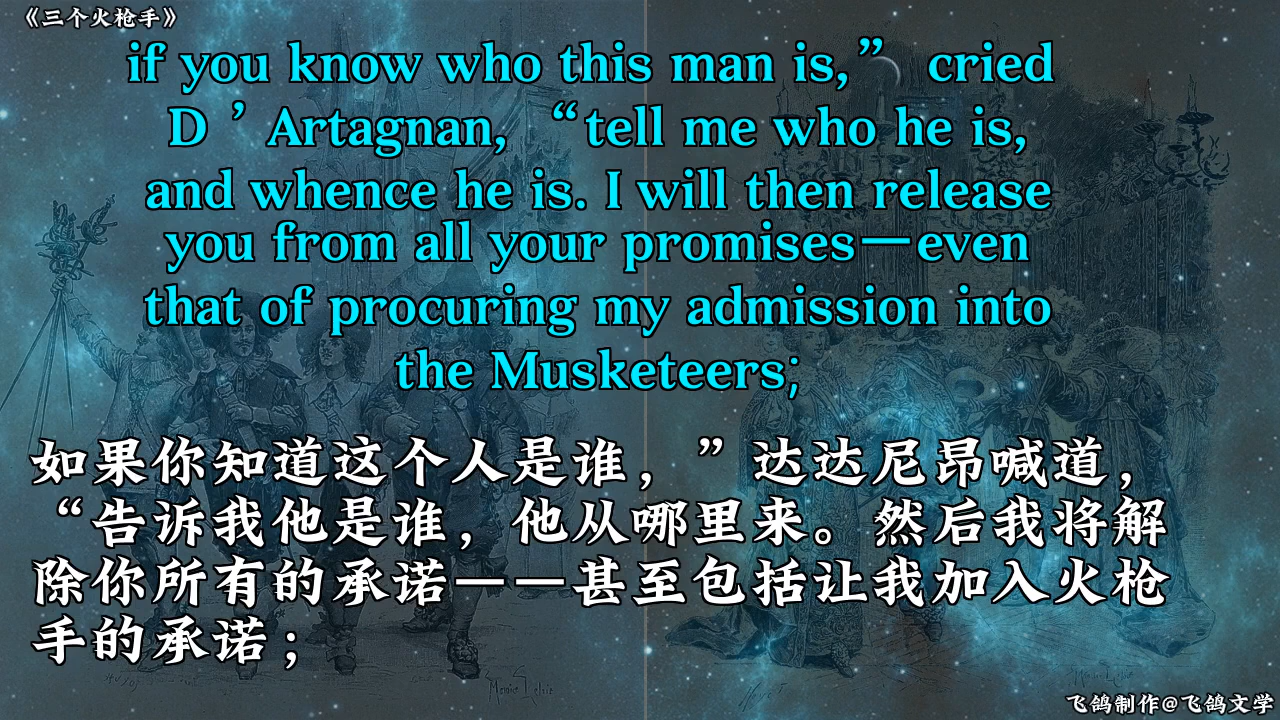 《三个火枪手》
if you know who this man is,” cried
D ’ Artagnan, “tell me who he is,
and whence he is. I will then release
you from all your promises—even
that of procuring my admission into
the Musketeers;
如果你知道这个人是谁，”达达尼昂喊道，
“告诉我他是谁，他从哪里来。然后我将解
除你所有的承诺——甚至包括让我加入火枪
手的承诺；
飞鸽制作@飞鸽文学